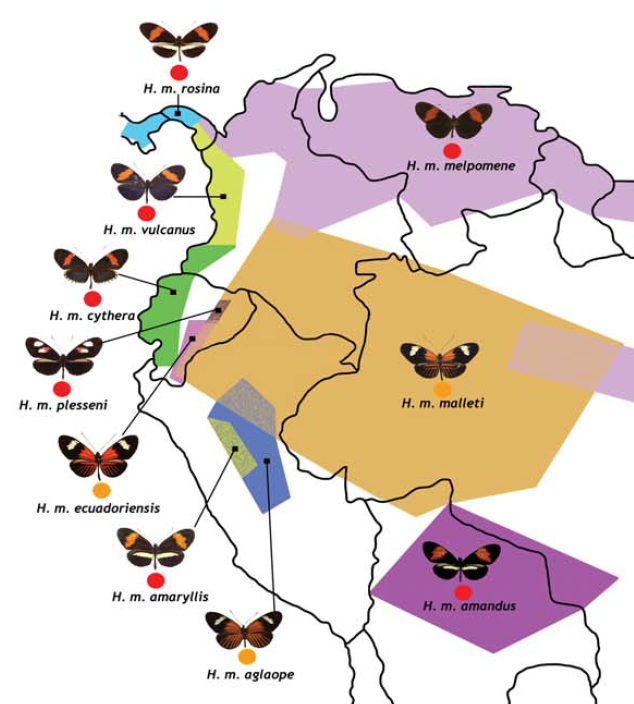 H. m. rosina
H. m. melpomene
H. m. vulcanus
H. m. cythera
H. m. plesseni
H. m. malleti
H. m. ecuadoriensis
H. m. amaryllis
H. m. amandus
H. m. aglaope